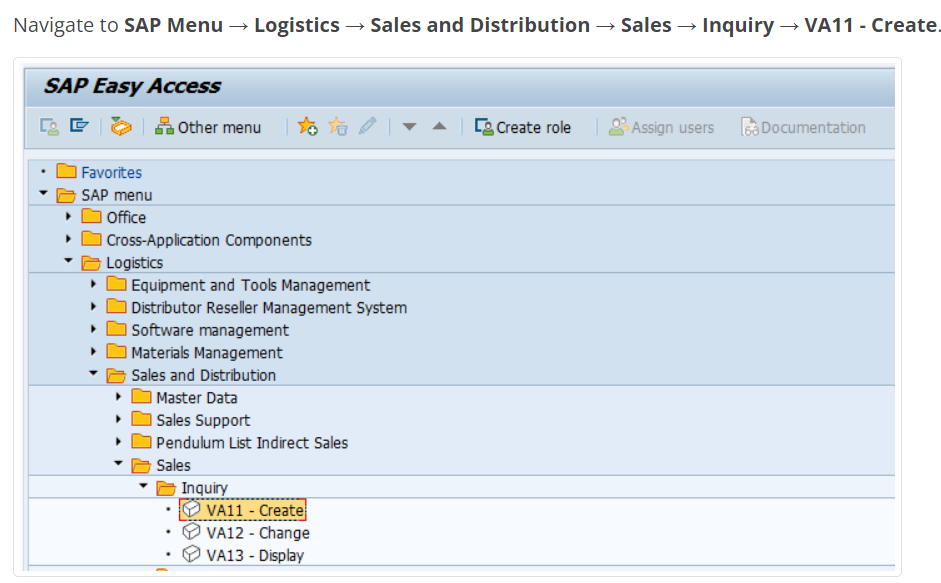 Navigate to SAP Menu → Logistics → Sales and Distribution → Sales → Inquiry → VA11 - Create.
SAP Easy Access
Other menu Create role Assign users Documentation
Favorites
SAP menu
Office
Cross-Application Components
Logistics
Equipment and Tools Management
Distributor Reseller Management System
Software management
Materials Management
Sales and Distribution
Master Data
Sales Support
Pendulum List Indirect Sales
Sales
Inquiry
VA11 - Create
VA12 - Change
VA13 - Display